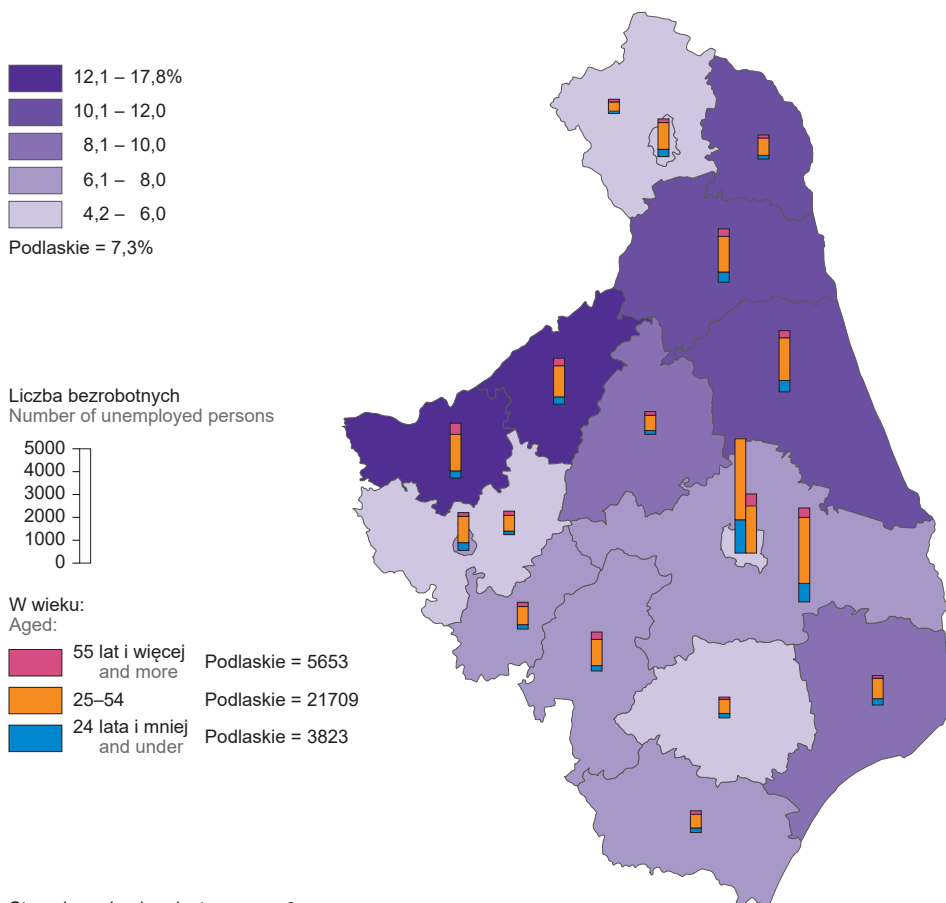 12,1 – 17,8%
10,1 – 12,0
8,1 – 10,0
6,1 – 8,0
4,2 – 6,0
Podlaskie = 7,3%
Liczba bezrobotnych
Number of unemployed persons
5000
4000
3000
2000
1000
0
W wieku:
Aged:
55 lat i więcej Podlaskie = 5653
and more
25–54 Podlaskie = 21709
24 lata i mniej Podlaskie = 3823
and under